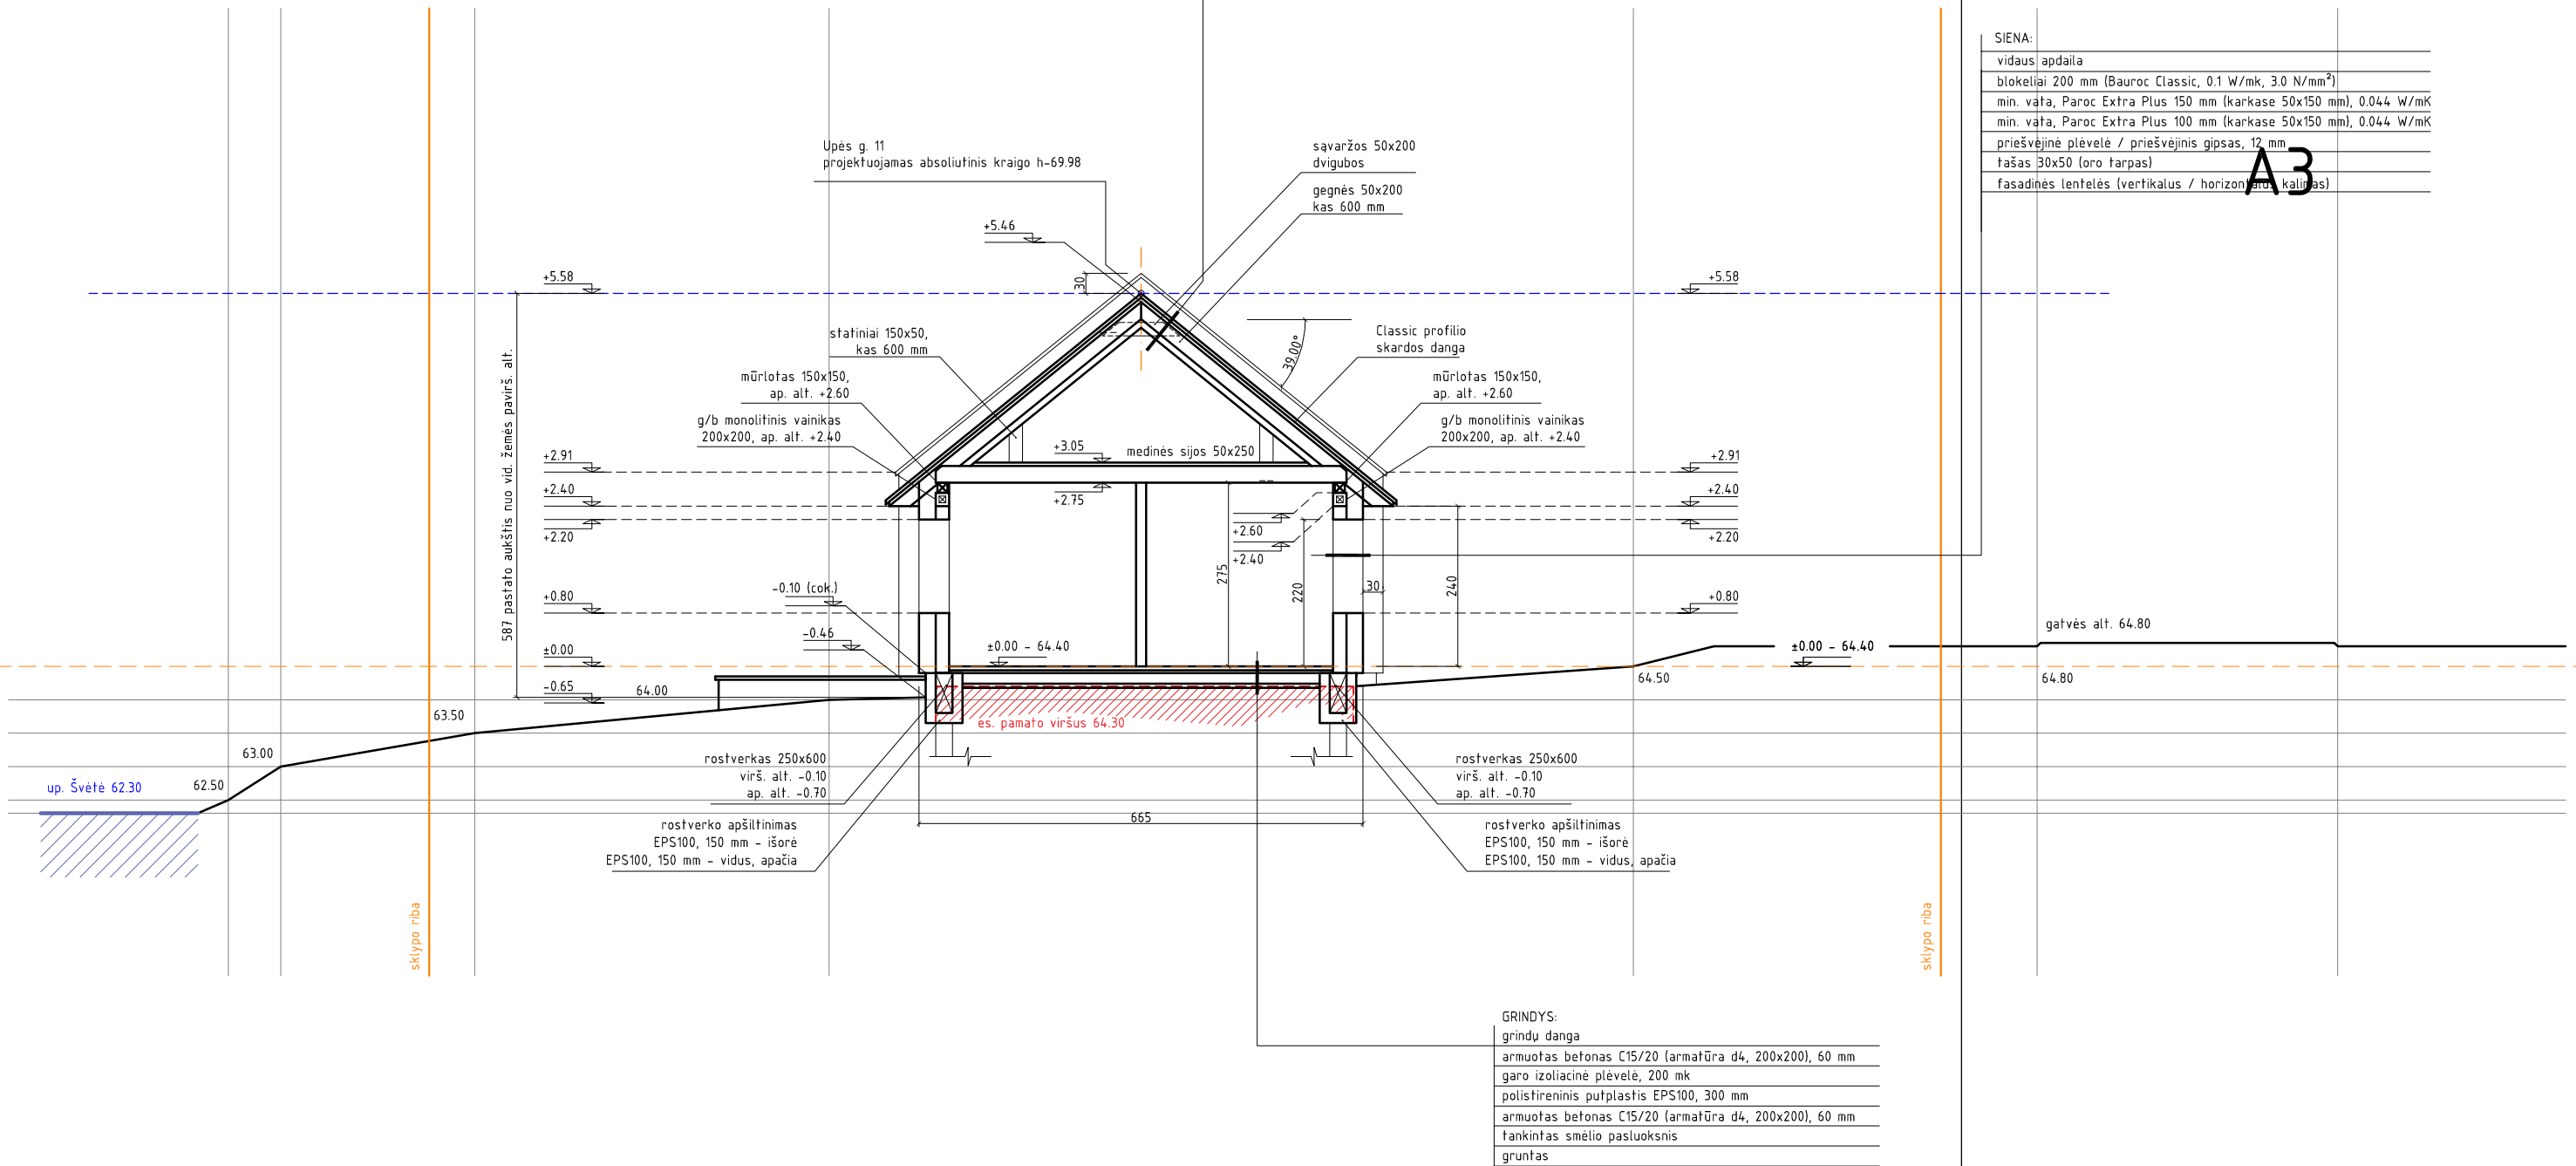 SIENA:
vidaus apdaila
blokeliai 200 mm (Bauroc Classic, 0.1 W/mk, 3.0 N/mm²)
min. vata, Paroc Extra Plus 150 mm (karkase 50x150 mm), 0.044 W/mK
min. vata, Paroc Extra Plus 100 mm (karkase 50x150 mm), 0.044 W/mK
priešvėjinė plėvelė / priešvėjinis gipsas, 12 mm
tašas 30x50 (oro tarpas)
fasadinės lentelės (vertikalus / horizontalus kalimas)
A3
Upės g. 11
projektuojamas absoliutinis kraigo h-69.98
sąvaržos 50x200
dvigubos
gegnės 50x200
kas 600 mm
+5.46
+5.58
30
+5.58
statiniai 150x50,
kas 600 mm
39.00°
Classic profilio
skardos danga
mūrlotas 150x150,
ap. alt. +2.60
mūrlotas 150x150,
ap. alt. +2.60
g/b monolitinis vainikas
200x200, ap. alt. +2.40
g/b monolitinis vainikas
200x200, ap. alt. +2.40
587 pastato aukštis nuo vid. žemės pavirš. alt.
+2.91
+3.05
medinės sijos 50x250
+2.91
+2.40
+2.75
+2.40
+2.20
+2.60
+2.40
+2.20
275
220
30
240
-0.10 (cok.)
+0.80
+0.80
-0.46
±0.00
±0.00 - 64.40
±0.00 - 64.40
gatvės alt. 64.80
-0.65
64.00
64.50
64.80
63.50
es. pamato viršus 64.30
63.00
62.50
up. Švėtė 62.30
rostverkas 250x600
virš. alt. -0.10
ap. alt. -0.70
rostverkas 250x600
virš. alt. -0.10
ap. alt. -0.70
665
rostverko apšiltinimas
EPS100, 150 mm - išorė
EPS100, 150 mm - vidus, apačia
rostverko apšiltinimas
EPS100, 150 mm - išorė
EPS100, 150 mm - vidus, apačia
sklypo riba
sklypo riba
GRINDYS:
grindų danga
armuotas betonas C15/20 (armatūra d4, 200x200), 60 mm
garo izoliacinė plėvelė, 200 mk
polistireninis putplastis EPS100, 300 mm
armuotas betonas C15/20 (armatūra d4, 200x200), 60 mm
tankintas smėlio pasluoksnis
gruntas